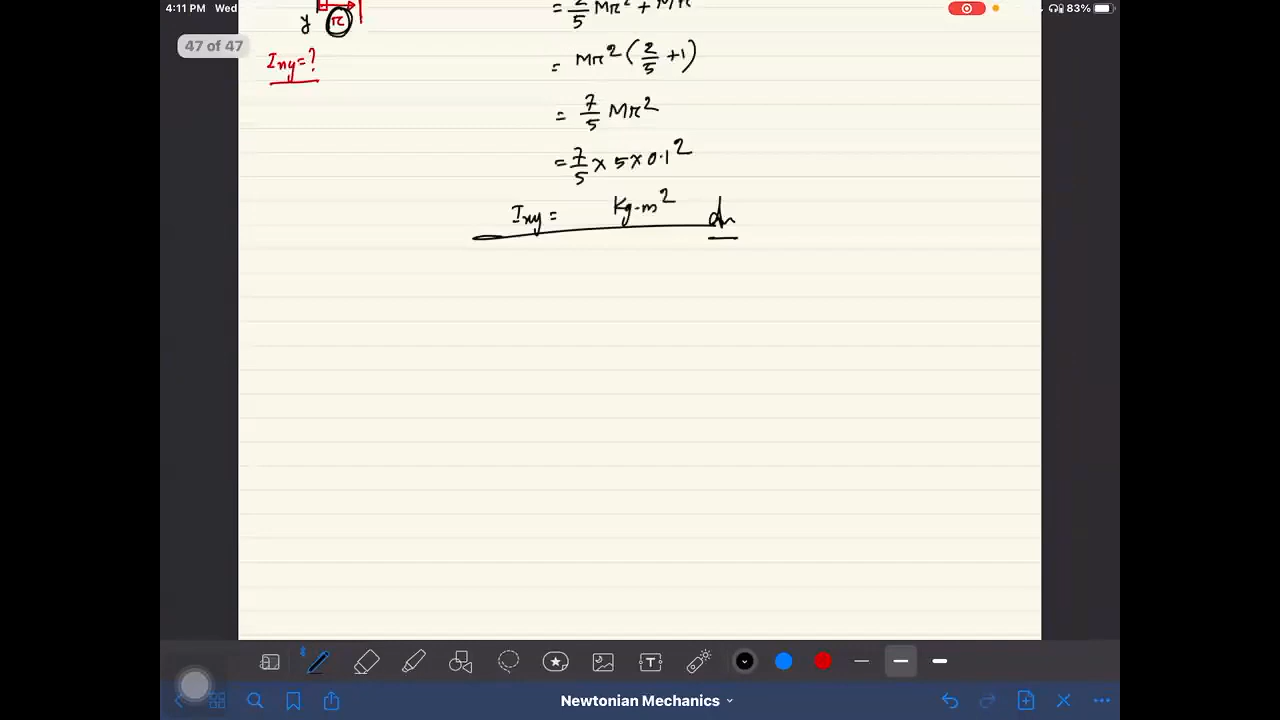 4:11 PM Wed
83%
= 2/5 Mr² + Mr²
y r
47 of 47
Ixy = ?
= Mr² (2/5 + 1)
= 7/5 Mr²
= 7/5 × 5 × 0.1²
Ixy = Kg-m²
T
Newtonian Mechanics